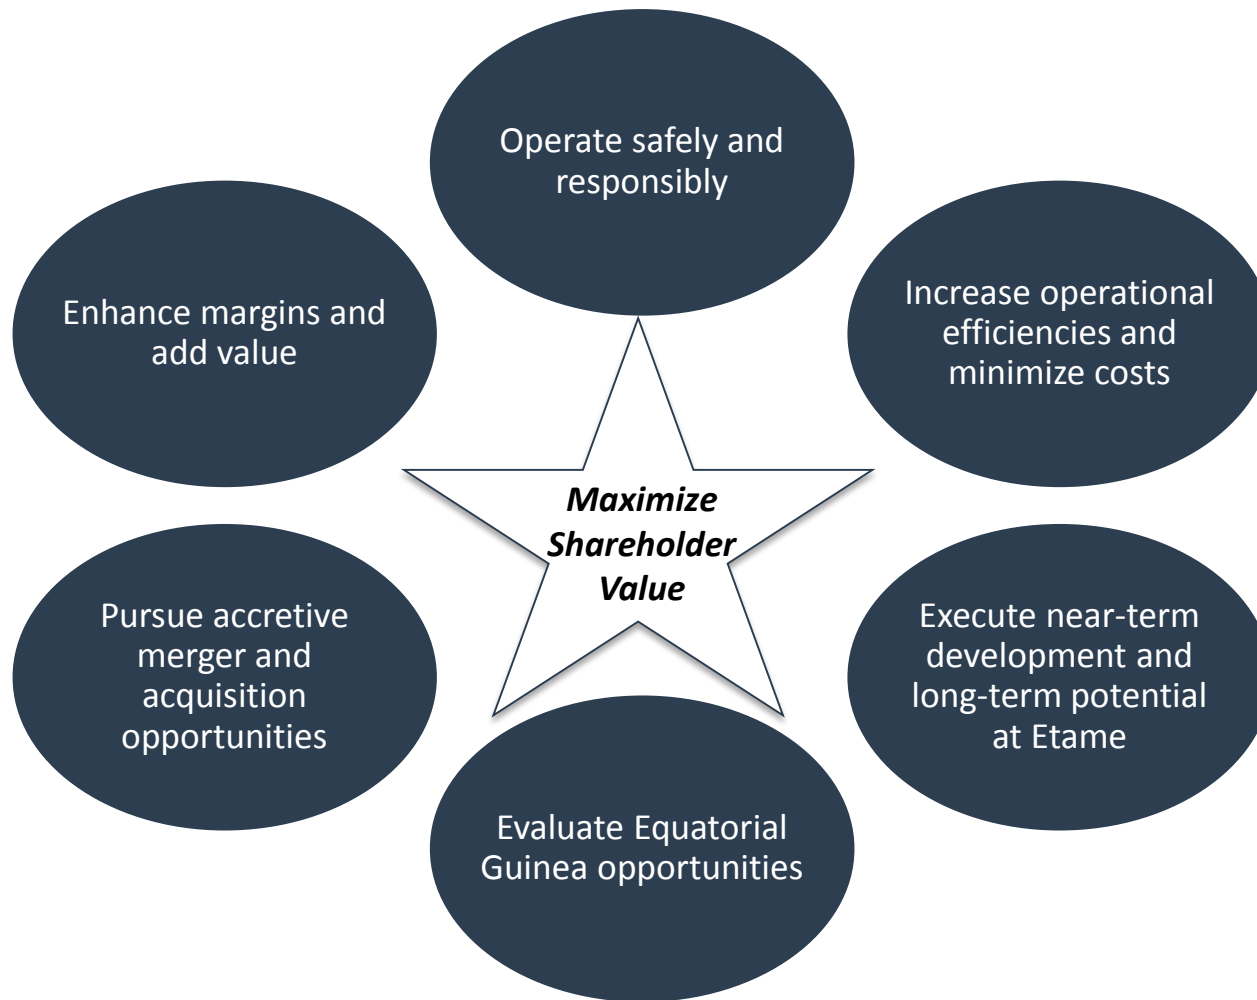 Operate safely and
responsibly
Increase operational
efficiencies and
minimize costs
Execute near-term
development and
long-term potential
at Etame
Evaluate Equatorial
Guinea opportunities
Pursue accretive
merger and
acquisition
opportunities
Enhance margins and
add value
Maximize
Shareholder
Value